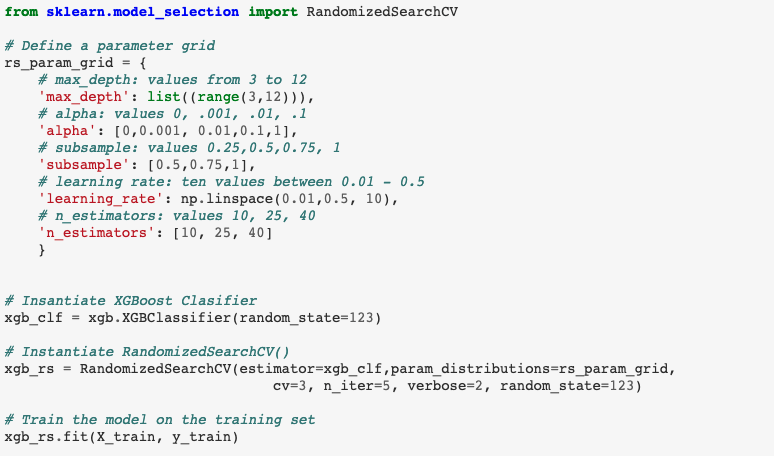 from sklearn.model_selection import RandomizedSearchCV
# Define a parameter grid
rs_param_grid = {
    # max_depth: values from 3 to 12
    'max_depth': list((range(3,12))),
    # alpha: values 0, .001, .01, .1
    'alpha': [0,0.001, 0.01,0.1,1],
    # subsample: values 0.25,0.5,0.75, 1
    'subsample': [0.5,0.75,1],
    # learning rate: ten values between 0.01 - 0.5
    'learning_rate': np.linspace(0.01,0.5, 10),
    # n_estimators: values 10, 25, 40
    'n_estimators': [10, 25, 40]
    }
# Insantiate XGBoost Clasifier
xgb_clf = xgb.XGBClassifier(random_state=123)
# Instantiate RandomizedSearchCV()
xgb_rs = RandomizedSearchCV(estimator=xgb_clf,param_distributions=rs_param_grid,
                                cv=3, n_iter=5, verbose=2, random_state=123)
# Train the model on the training set
xgb_rs.fit(X_train, y_train)